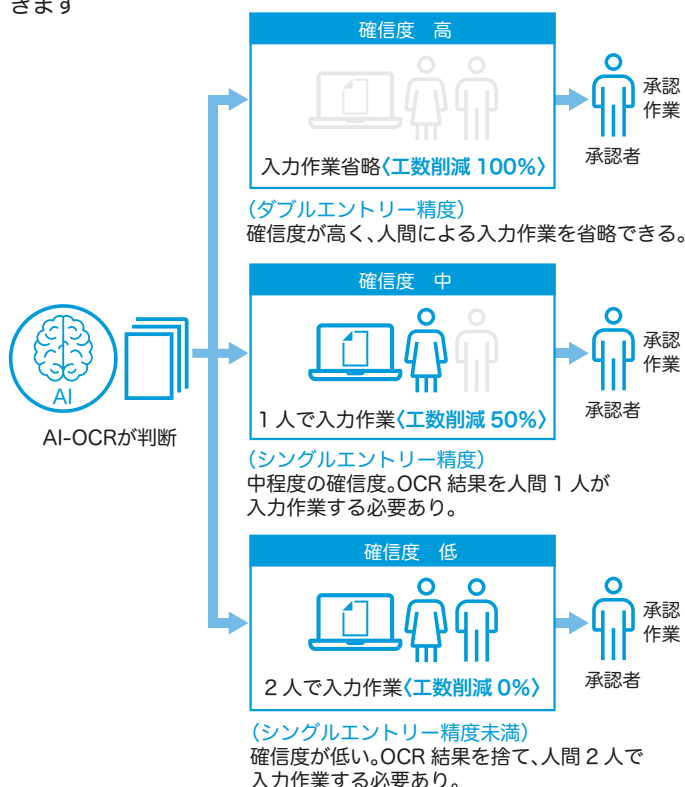 きます
確信度 高
入力作業省略〈工数削減 100%〉
承認
作業
承認者
(ダブルエントリー精度)
確信度が高く、人間による入力作業を省略できる。
AI
AI-OCRが判断
確信度 中
1 人で入力作業〈工数削減 50%〉
承認
作業
承認者
(シングルエントリー精度)
中程度の確信度。OCR 結果を人間 1 人が
入力作業する必要あり。
確信度 低
2 人で入力作業〈工数削減 0%〉
承認
作業
承認者
(シングルエントリー精度未満)
確信度が低い。OCR 結果を捨て、人間 2 人で
入力作業する必要あり。